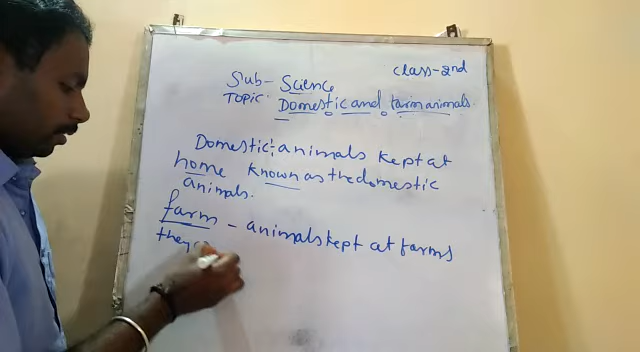 class-2nd
Sub- Science
TOPIC. Domestic and farm animals.
Domestic:- animals kept at
home known as the domestic
animals.
farm - animals kept at farms
they